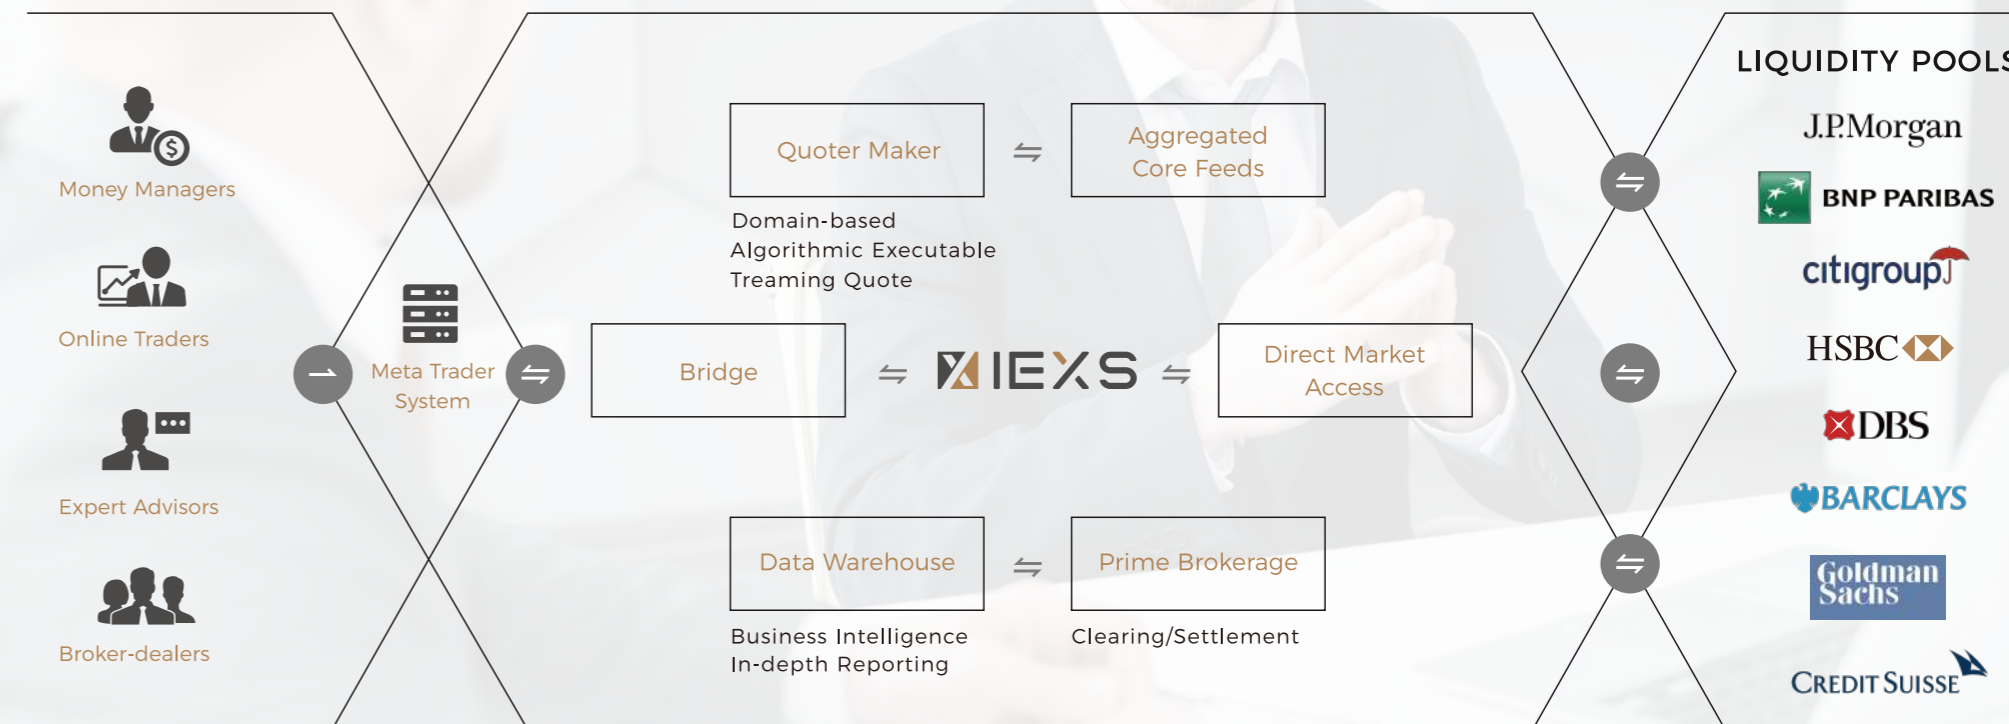 Money Managers
Online Traders
Expert Advisors
Broker-dealers
Meta Trader
System
Quoter Maker
Aggregated
Core Feeds
Domain-based
Algorithmic Executable
Treaming Quote
Bridge
IEXS
Direct Market
Access
Data Warehouse
Prime Brokerage
Business Intelligence
In-depth Reporting
Clearing/Settlement
LIQUIDITY POOLS
J.P.Morgan
BNP PARIBAS
citigroup
HSBC
DBS
BARCLAYS
Goldman
Sachs
CREDIT SUISSE